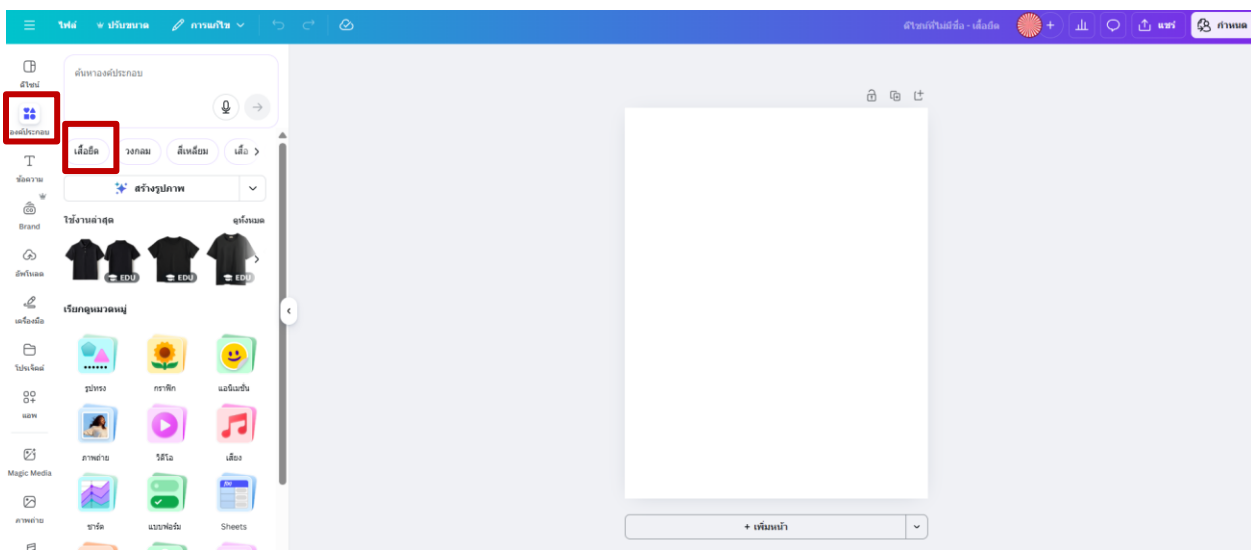 ไฟล์ ปรับขนาด การแก้ไข ดีไซน์ที่ไม่มีชื่อ - เสื้อยืด + แชร์ กำหนด
ดีไซน์
องค์ประกอบ
ข้อความ
Brand
อัพโหลด
เครื่องมือ
โปรเจ็คต์
แอพ
Magic Media
ภาพถ่าย
ค้นหาองค์ประกอบ
เสื้อยืด วงกลม สี่เหลี่ยม เสื้อ
สร้างรูปภาพ
ใช้งานล่าสุด ดูทั้งหมด
EDU EDU EDU
เรียกดูหมวดหมู่
รูปทรง กราฟิก แอนิเมชั่น
ภาพถ่าย วิดีโอ เสียง
ชาร์ต แบบฟอร์ม Sheets
+ เพิ่มหน้า